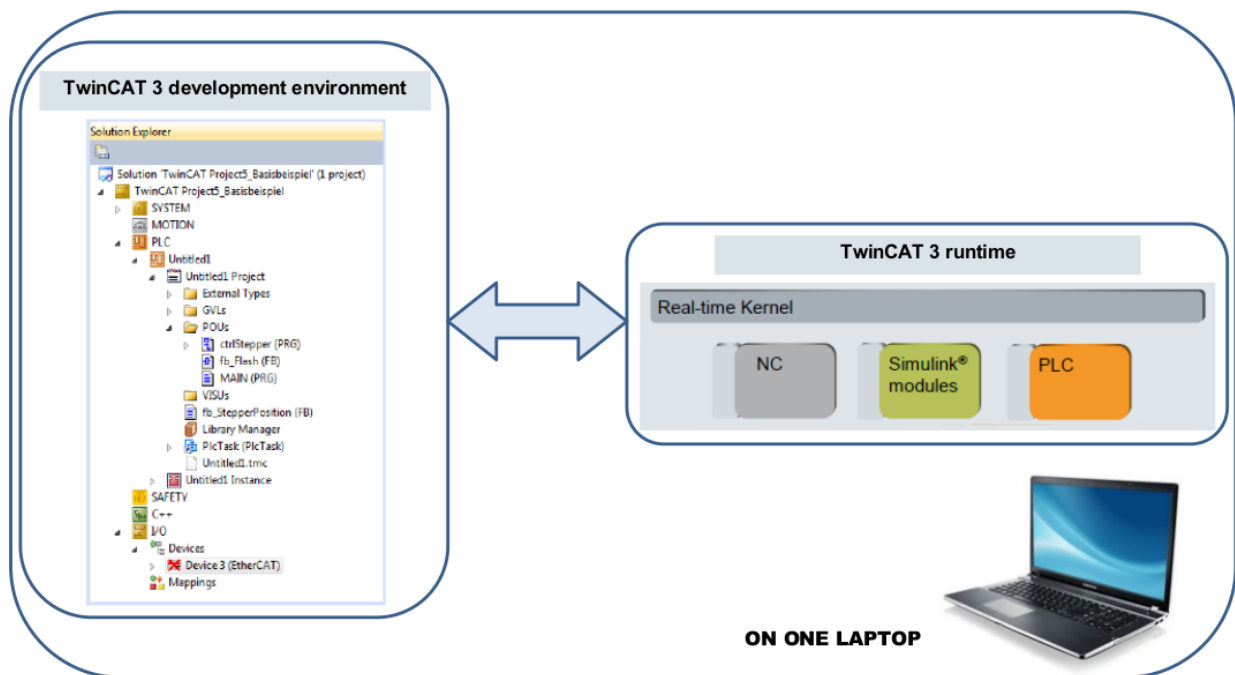 TwinCAT 3 development environment
Solution Explorer
Solution 'TwinCAT Project5_Basisbeispiel' (1 project)
TwinCAT Project5_Basisbeispiel
SYSTEM
MOTION
PLC
Untitled1
Untitled1 Project
External Types
GVLs
POUs
ctrlStepper (PRG)
fb_Flash (FB)
MAIN (PRG)
VISUs
fb_StepperPosition (FB)
Library Manager
PlcTask (PlcTask)
Untitled1.tmc
Untitled1 Instance
SAFETY
C++
I/O
Devices
Device 3 (EtherCAT)
Mappings
TwinCAT 3 runtime
Real-time Kernel
NC
Simulink®
modules
PLC
ON ONE LAPTOP